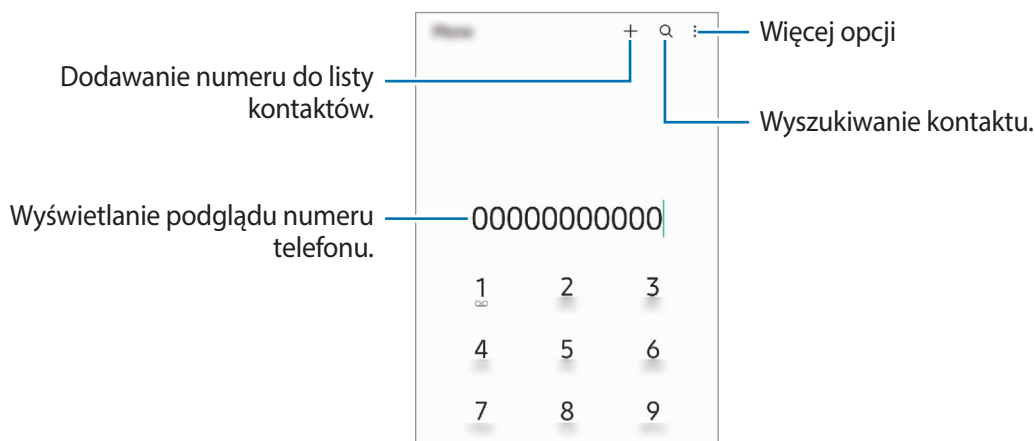 Więcej opcji
Dodawanie numeru do listy
kontaktów.
Wyszukiwanie kontaktu.
Wyświetlanie podglądu numeru
telefonu.
00000000000
1 2 3
4 5 6
7 8 9